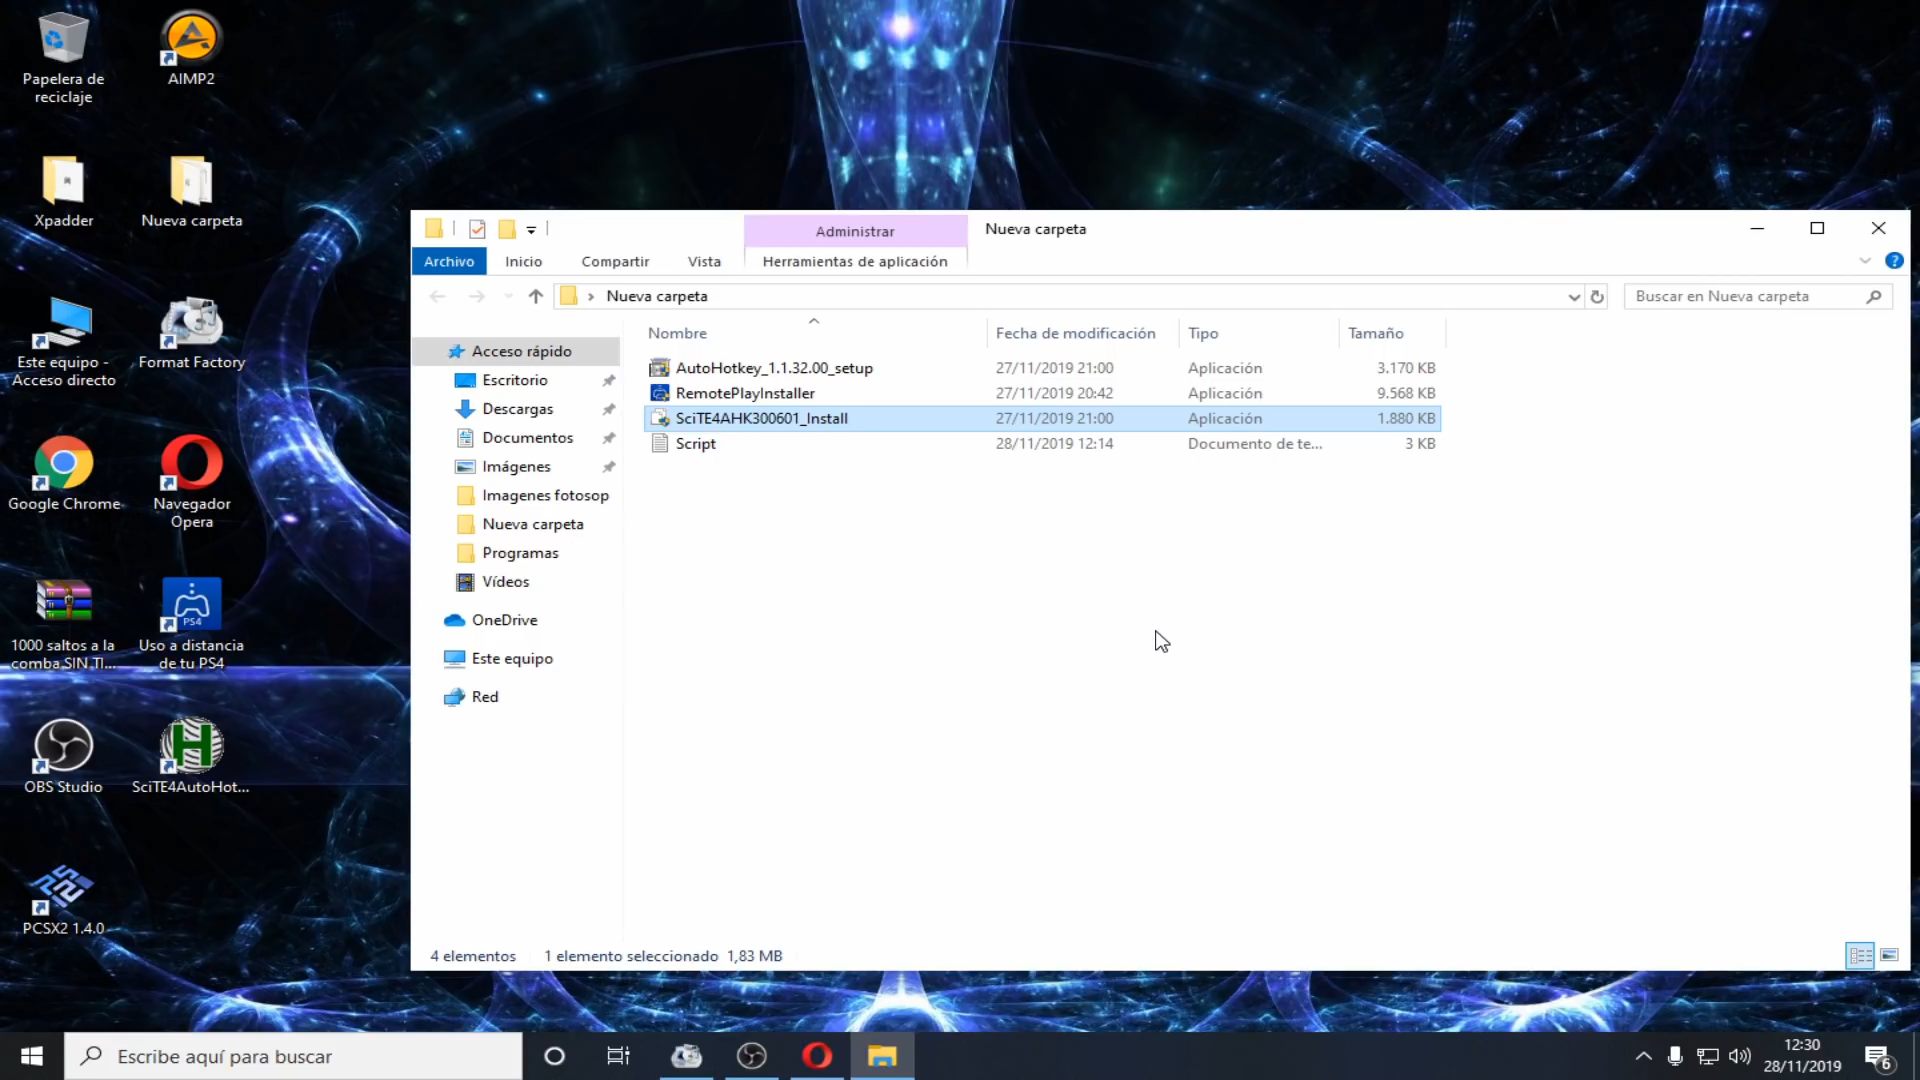 Papelera de
reciclaje
AIMP2
Xpadder
Nueva carpeta
Este equipo -
Acceso directo
Format Factory
Google Chrome
Navegador
Opera
1000 saltos a la
comba SIN TI...
PS4
Uso a distancia
de tu PS4
OBS Studio
SciTE4AutoHot...
PCSX2 1.4.0
Administrar
Nueva carpeta
Archivo
Inicio
Compartir
Vista
Herramientas de aplicación
Nueva carpeta
Buscar en Nueva carpeta
Nombre
Fecha de modificación
Tipo
Tamaño
AutoHotkey_1.1.32.00_setup 27/11/2019 21:00 Aplicación 3.170 KB
RemotePlayInstaller 27/11/2019 20:42 Aplicación 9.568 KB
SciTE4AHK300601_Install 27/11/2019 21:00 Aplicación 1.880 KB
Script 28/11/2019 12:14 Documento de te... 3 KB
Acceso rápido
Escritorio
Descargas
Documentos
Imágenes
Imagenes fotosop
Nueva carpeta
Programas
Vídeos
OneDrive
Este equipo
Red
4 elementos 1 elemento seleccionado 1,83 MB
Escribe aquí para buscar
12:30
28/11/2019
6